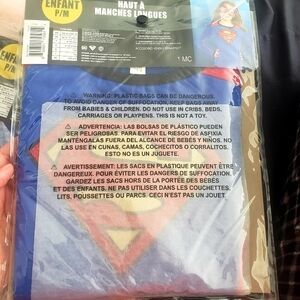 ENFANT
P/M
HAUT À
MANCHES LONGUES
1 MC
WARNING: PLASTIC BAGS CAN BE DANGEROUS.
TO AVOID DANGER OF SUFFOCATION, KEEP BAGS AWAY
FROM BABIES & CHILDREN. DO NOT USE IN CRIBS, BEDS,
CARRIAGES OR PLAYPENS. THIS IS NOT A TOY.
ADVERTENCIA: LAS BOLSAS DE PLÁSTICO PUEDEN
SER PELIGROSAS. PARA EVITAR EL RIESGO DE ASFIXIA
MANTÉNGALAS FUERA DEL ALCANCE DE BEBÉS Y NIÑOS. NO
LAS USE EN CUNAS, CAMAS, COCHECITOS O CORRALITOS.
ESTO NO ES UN JUGUETE.
AVERTISSEMENT: LES SACS EN PLASTIQUE PEUVENT ÊTRE
DANGEREUX. POUR ÉVITER LES DANGERS DE SUFFOCATION,
GARDEZ LES SACS HORS DE LA PORTÉE DES BÉBÉS
ET DES ENFANTS. NE PAS UTILISER DANS LES COUCHETTES,
LITS, POUSSETTES OU PARCS. CECI N'EST PAS UN JOUET.